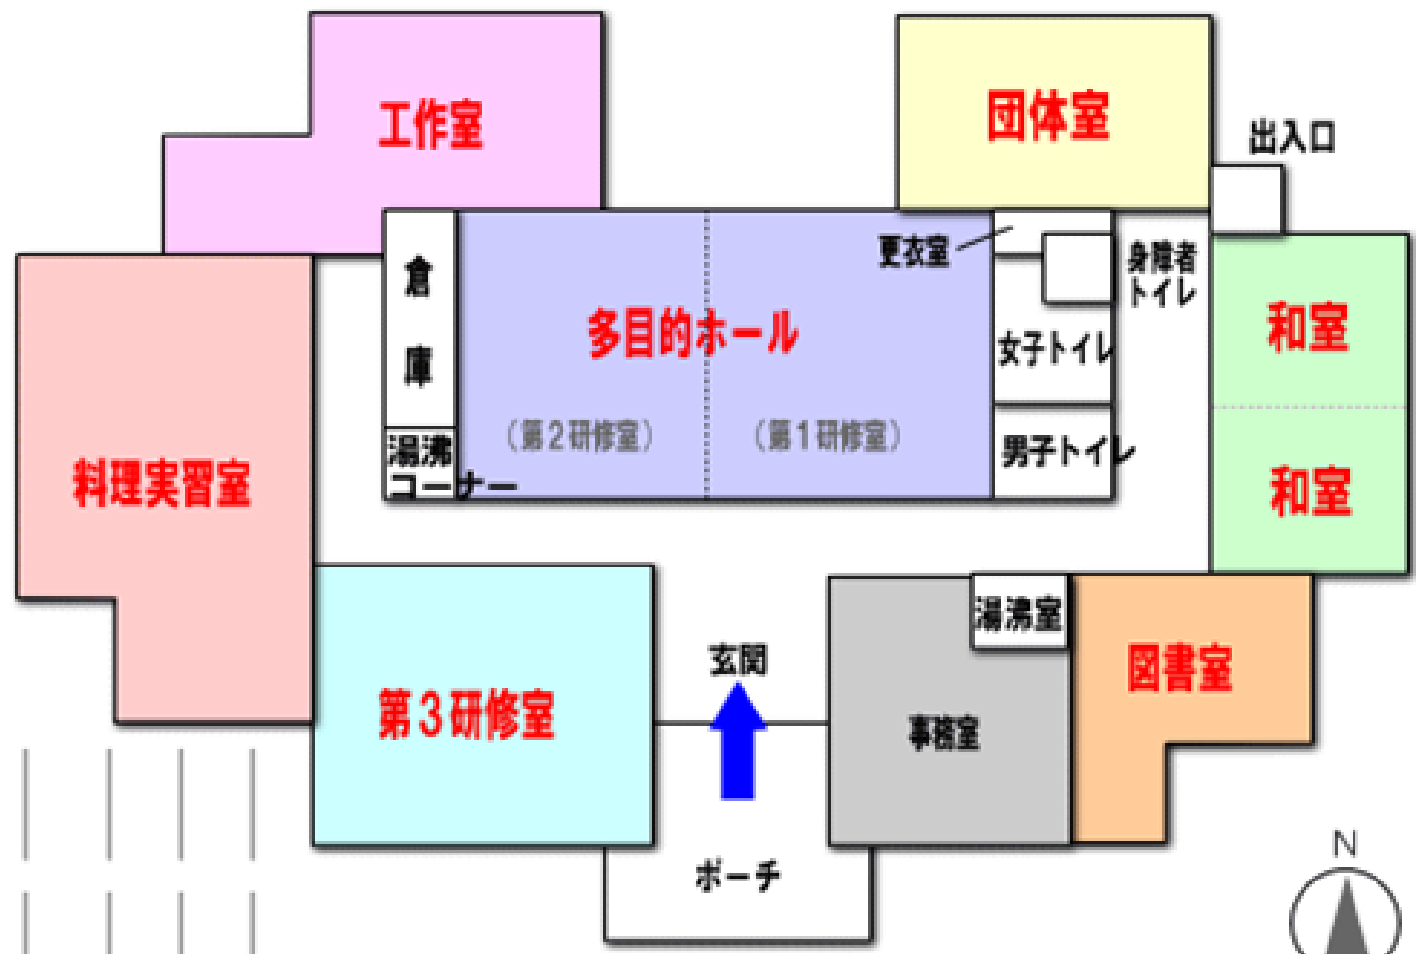 工作室
団体室
出入口
倉
庫
更衣室
身障者
トイレ
多目的ホール
女子トイレ
和室
(第2研修室)
(第1研修室)
男子トイレ
湯沸
コーナー
料理実習室
和室
湯沸室
玄関
図書室
第3研修室
事務室
ポーチ
N